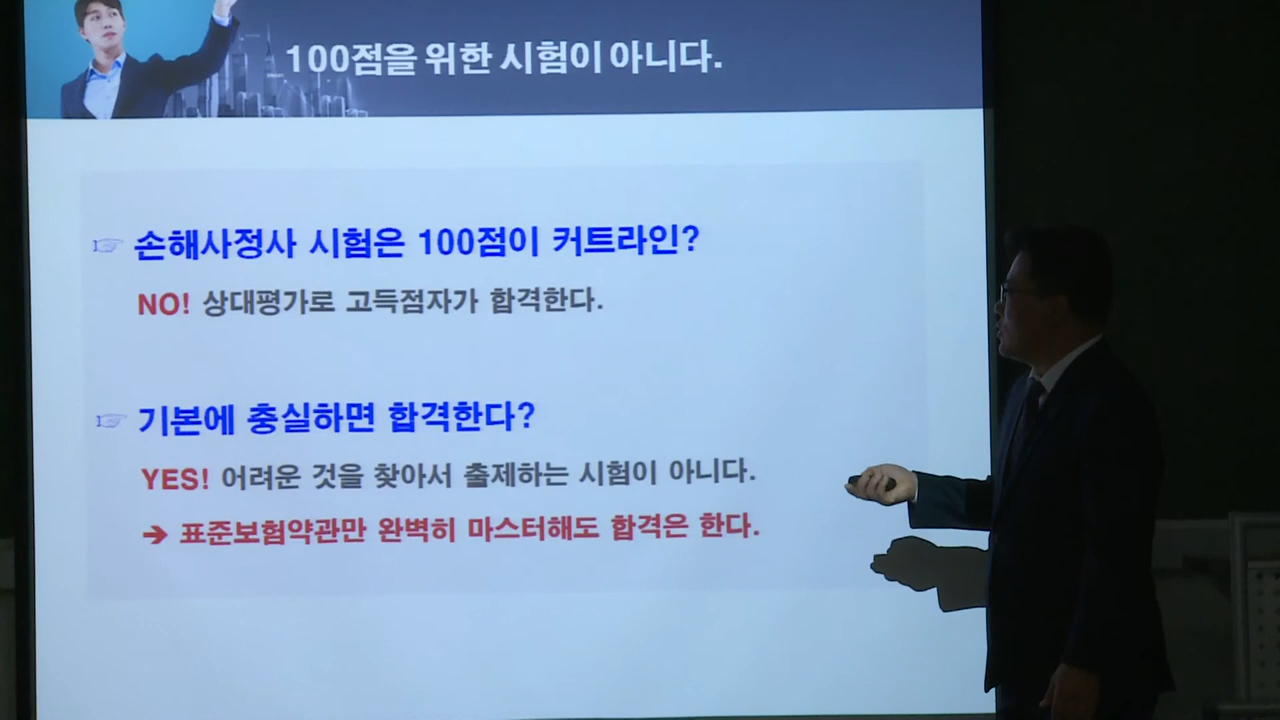 100점을 위한 시험이 아니다.
☞ 손해사정사 시험은 100점이 커트라인?
NO! 상대평가로 고득점자가 합격한다.
☞ 기본에 충실하면 합격한다?
YES! 어려운 것을 찾아서 출제하는 시험이 아니다.
➔ 표준보험약관만 완벽히 마스터해도 합격은 한다.